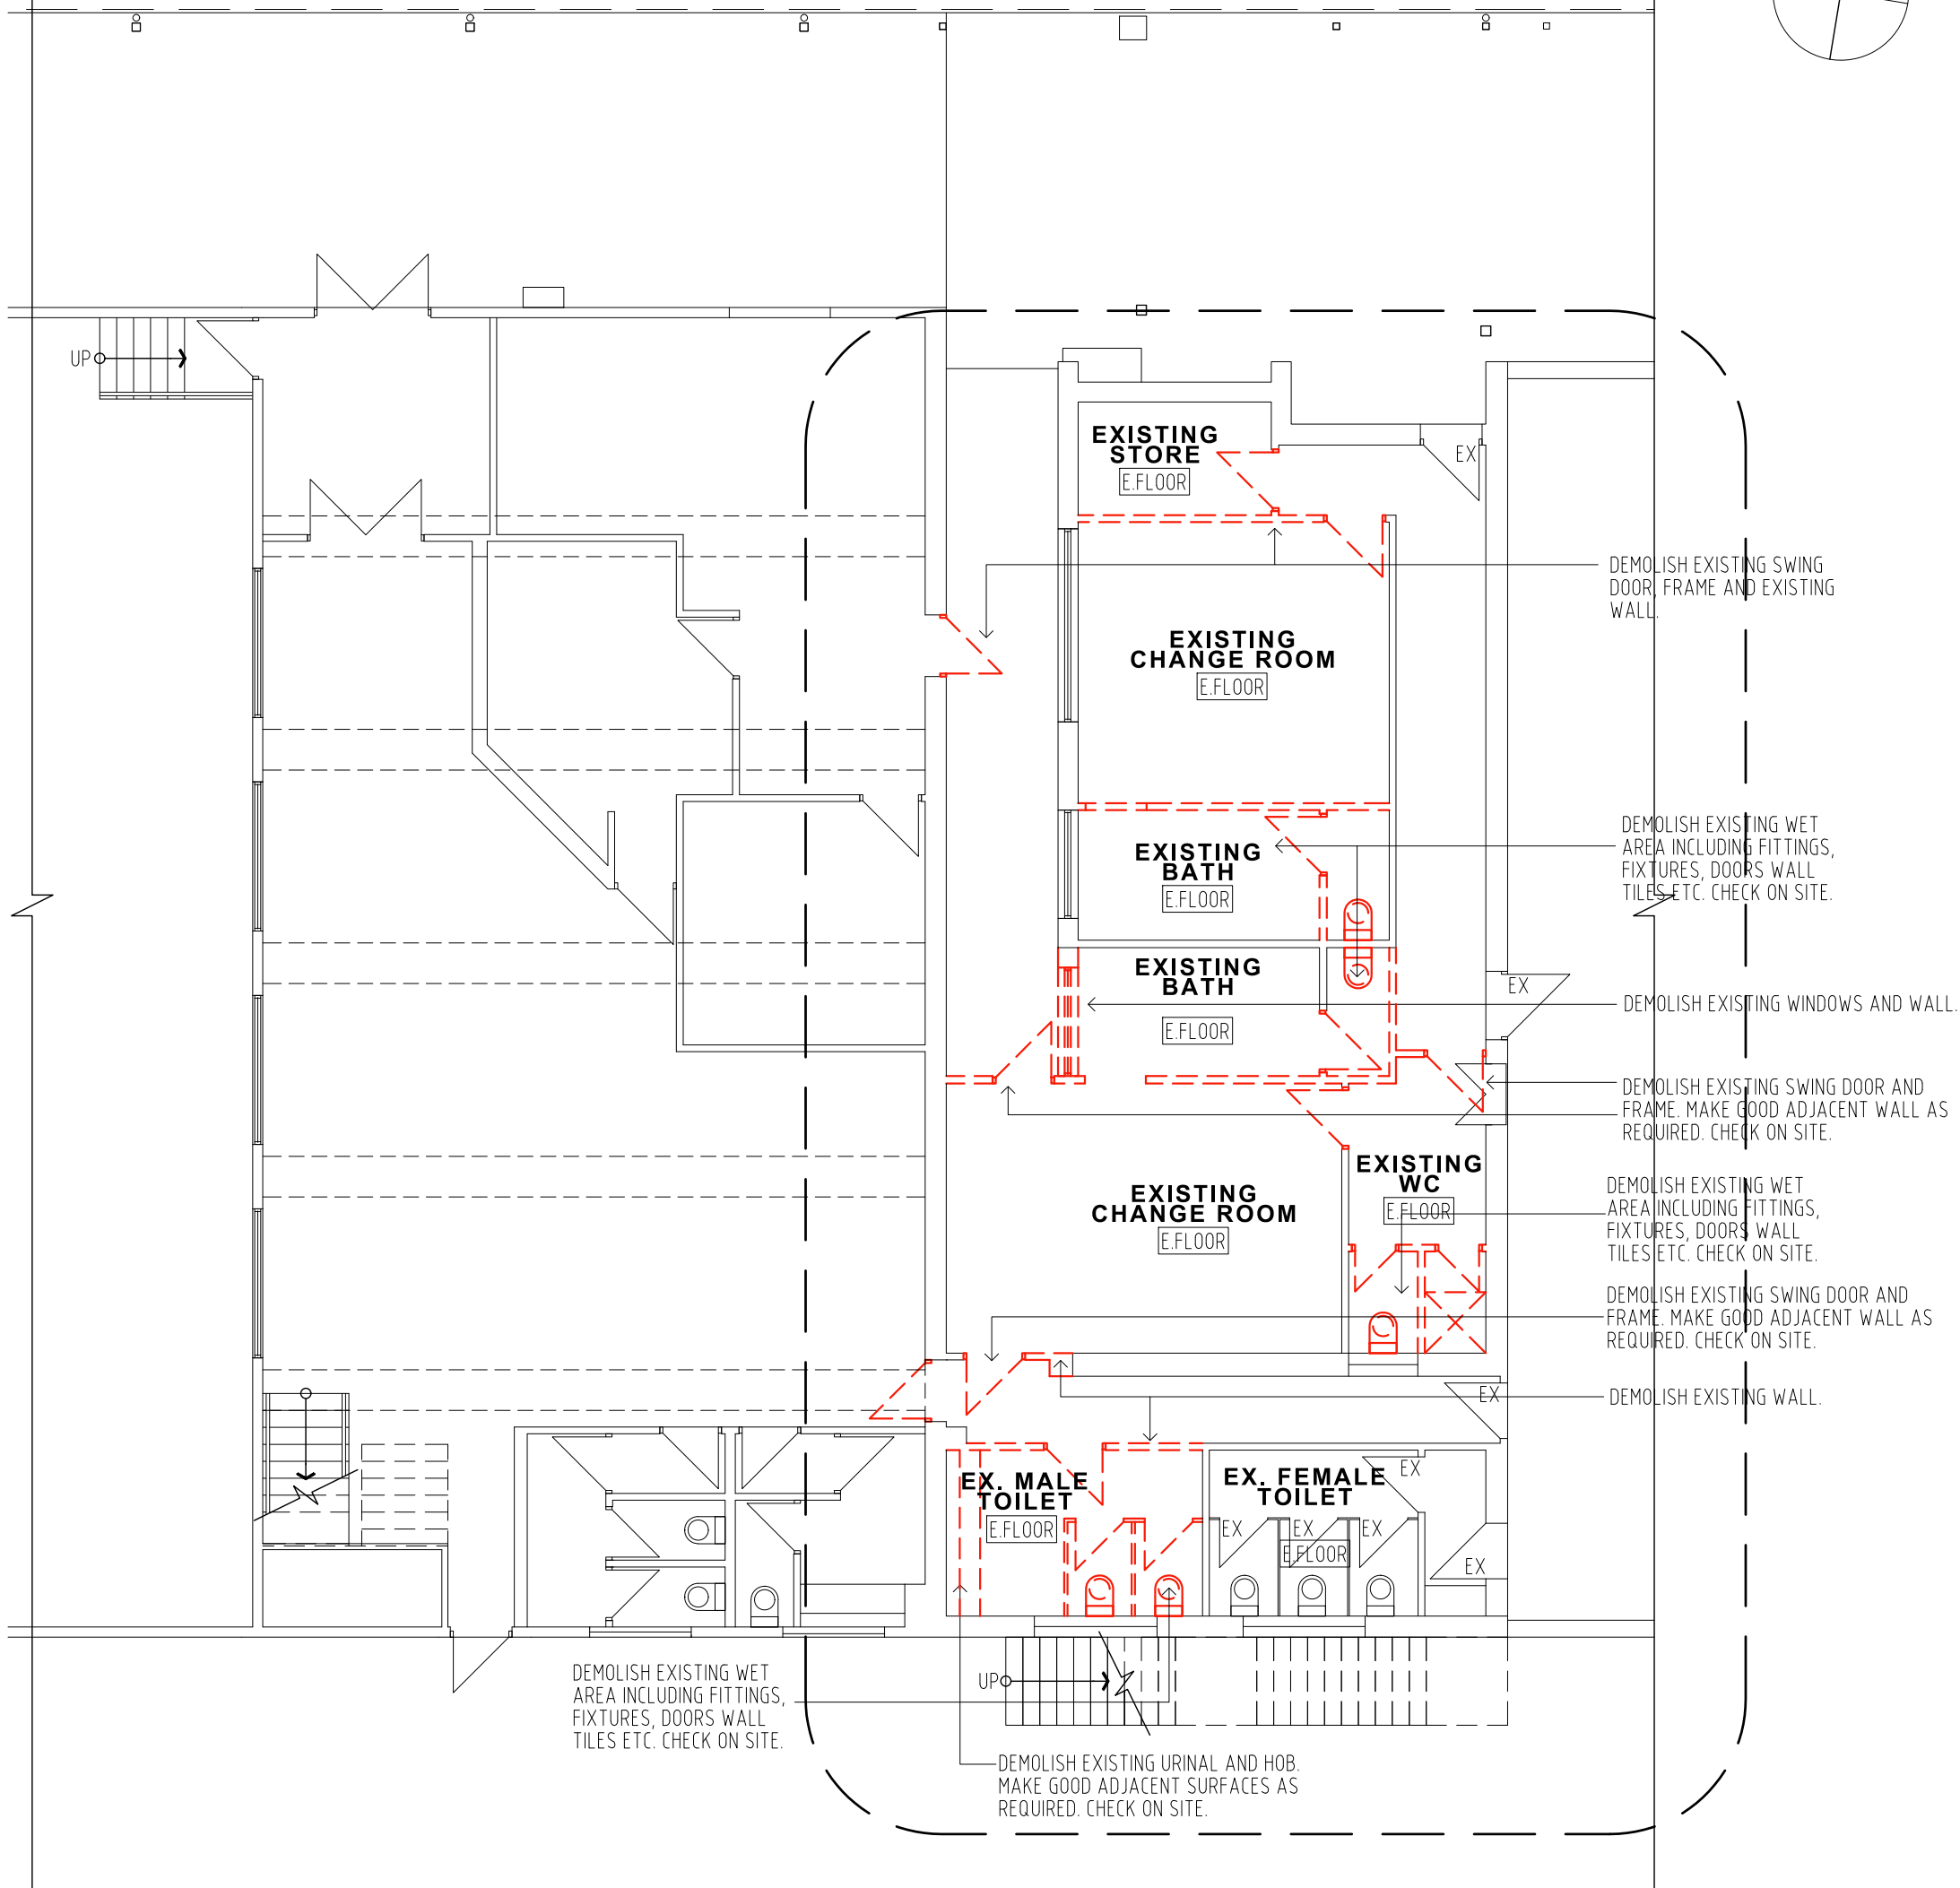 UP
EXISTING
STORE
E.FLOOR
EX
DEMOLISH EXISTING SWING
DOOR, FRAME AND EXISTING
WALL.
EXISTING
CHANGE ROOM
E.FLOOR
DEMOLISH EXISTING WET
AREA INCLUDING FITTINGS,
FIXTURES, DOORS WALL
TILES ETC. CHECK ON SITE.
EXISTING
BATH
E.FLOOR
EXISTING
BATH
E.FLOOR
EX
DEMOLISH EXISTING WINDOWS AND WALL.
DEMOLISH EXISTING SWING DOOR AND
FRAME. MAKE GOOD ADJACENT WALL AS
REQUIRED. CHECK ON SITE.
EXISTING
WC
E.FLOOR
EXISTING
CHANGE ROOM
E.FLOOR
DEMOLISH EXISTING WET
AREA INCLUDING FITTINGS,
FIXTURES, DOORS WALL
TILES ETC. CHECK ON SITE.
DEMOLISH EXISTING SWING DOOR AND
FRAME. MAKE GOOD ADJACENT WALL AS
REQUIRED. CHECK ON SITE.
EX
DEMOLISH EXISTING WALL.
EX. MALE
TOILET
E.FLOOR
EX. FEMALE
TOILET
EX
EX
EX
EX
E.FLOOR
EX
DEMOLISH EXISTING WET
AREA INCLUDING FITTINGS,
FIXTURES, DOORS WALL
TILES ETC. CHECK ON SITE.
UP
DEMOLISH EXISTING URINAL AND HOB.
MAKE GOOD ADJACENT SURFACES AS
REQUIRED. CHECK ON SITE.